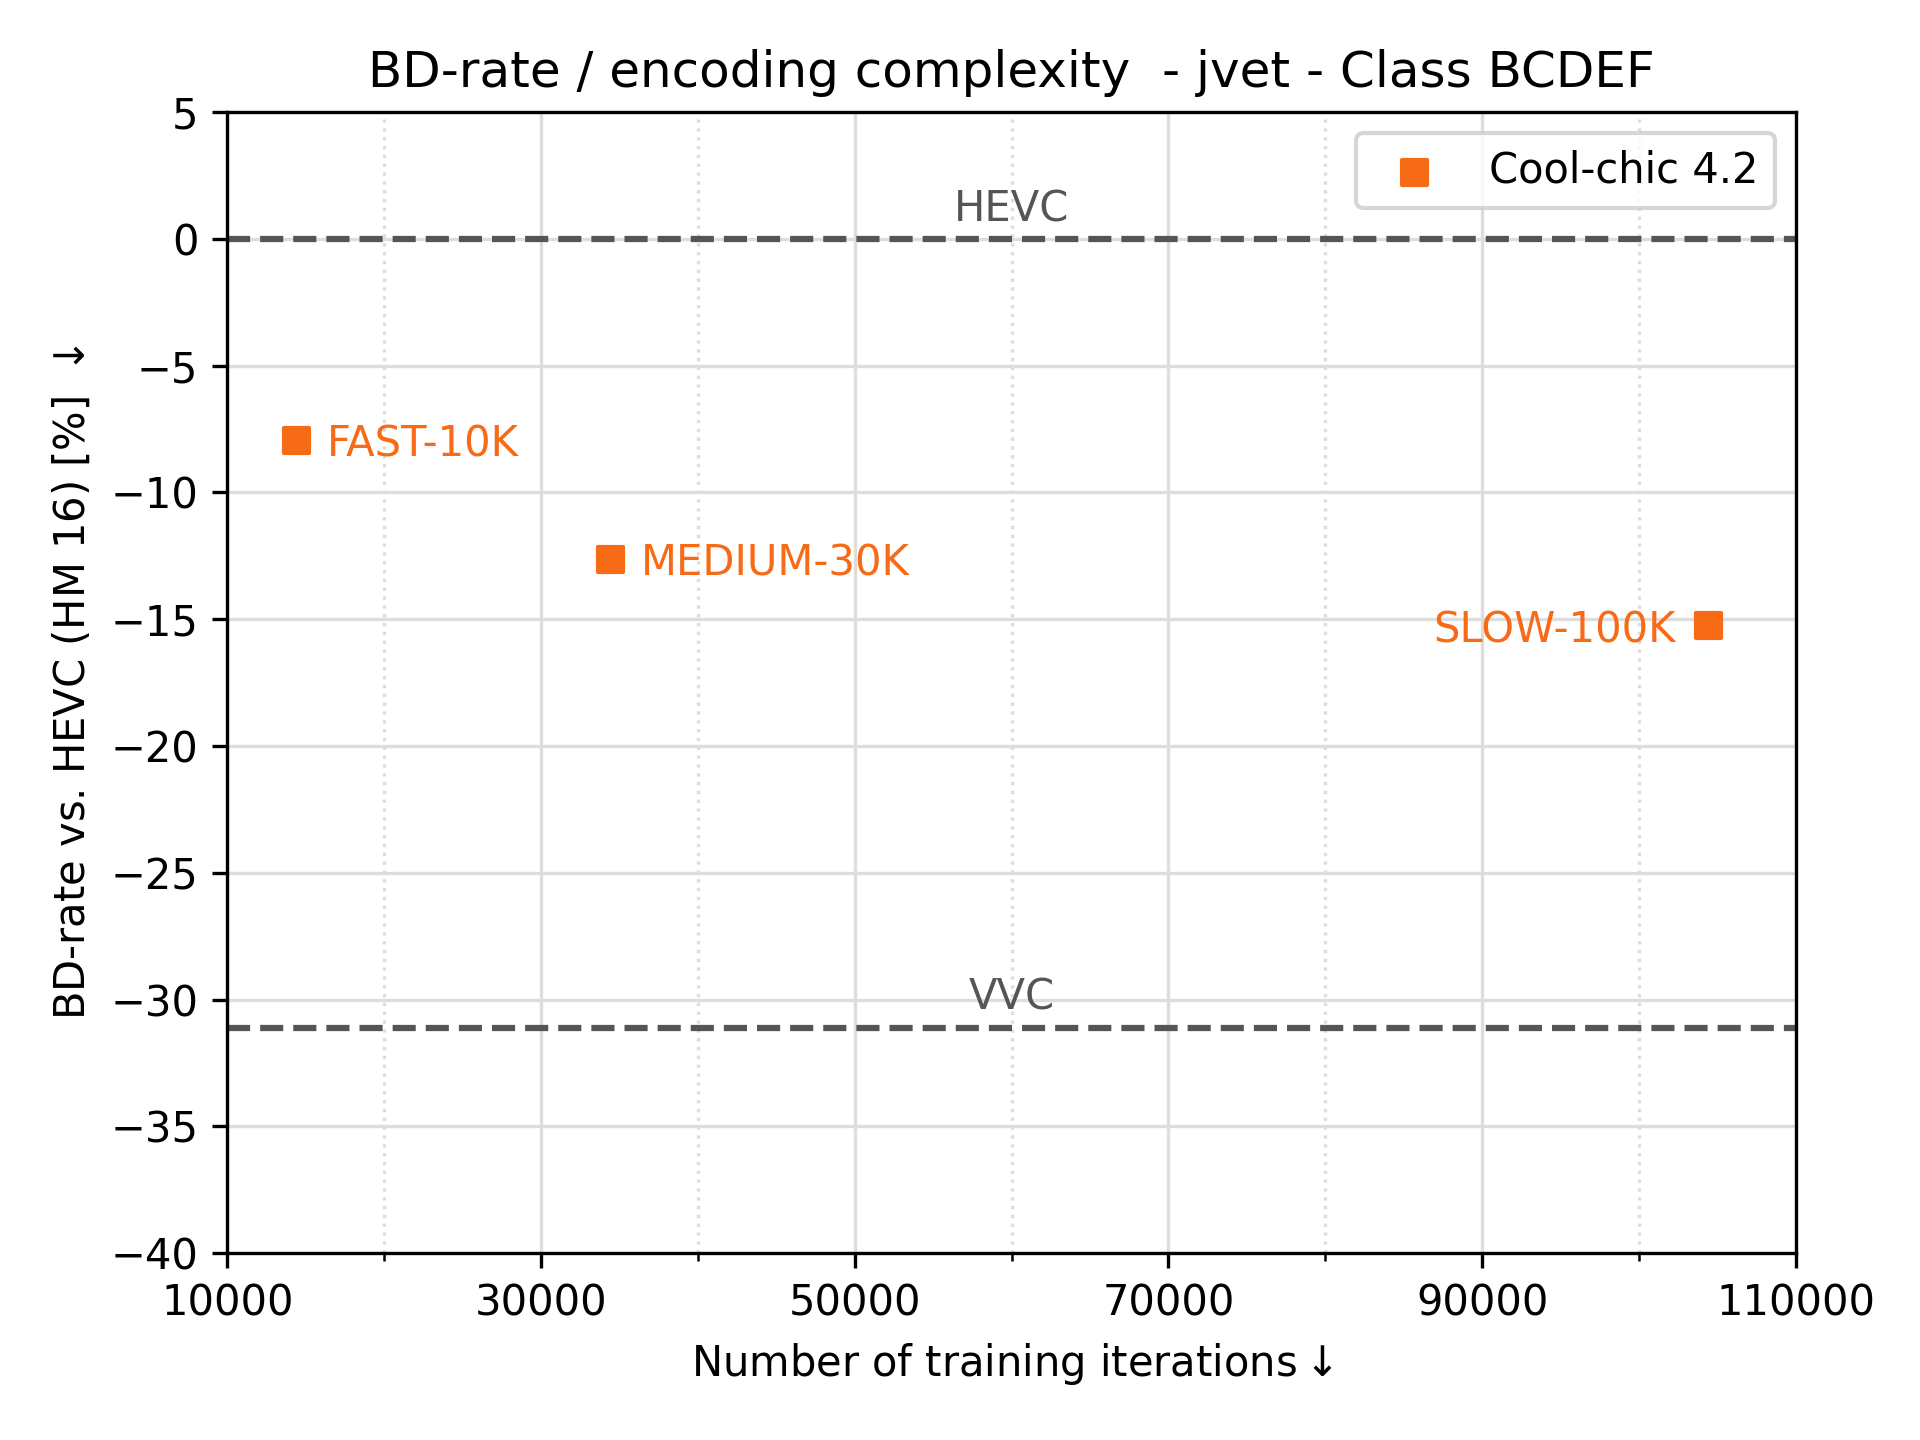 BD-rate / encoding complexity  - jvet - Class BCDEF
Cool-chic 4.2
HEVC
FAST-10K
MEDIUM-30K
SLOW-100K
VVC
5
0
−5
−10
−15
−20
−25
−30
−35
−40
BD-rate vs. HEVC (HM 16) [%] ↓
10000 30000 50000 70000 90000 110000
Number of training iterations ↓